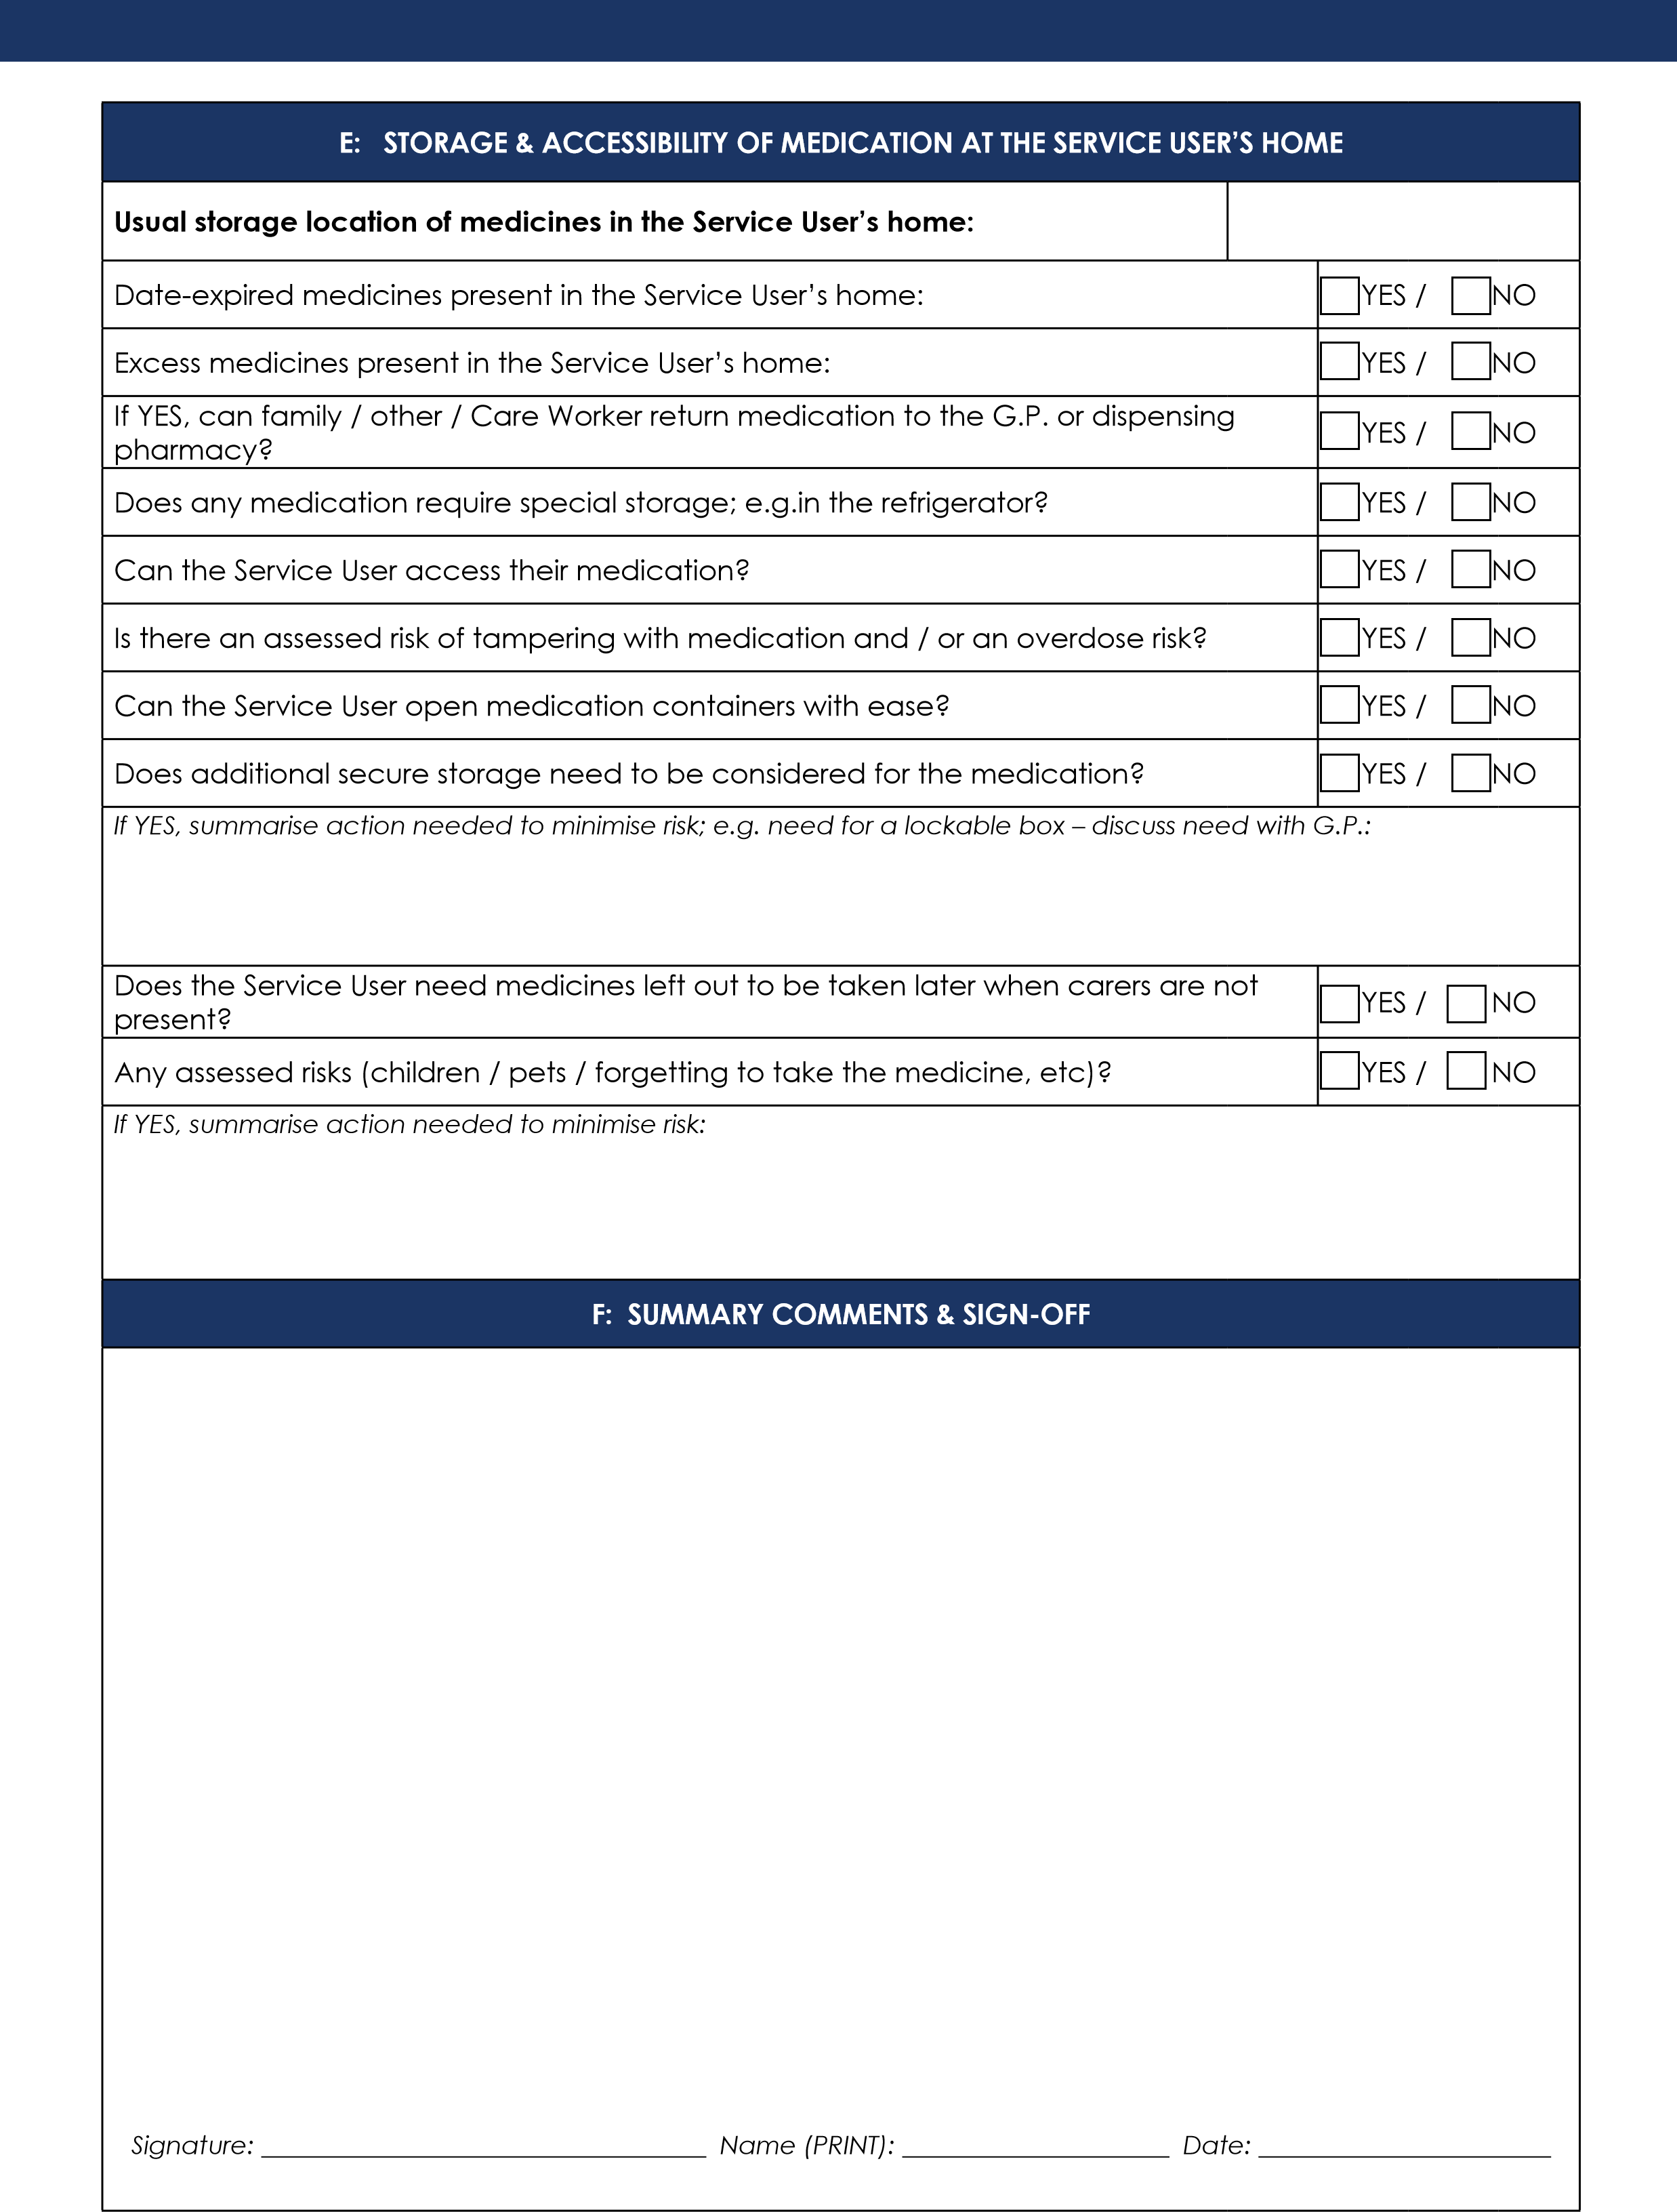 E: STORAGE & ACCESSIBILITY OF MEDICATION AT THE SERVICE USER’S HOME
Usual storage location of medicines in the Service User’s home:
Date-expired medicines present in the Service User’s home: YES / NO
Excess medicines present in the Service User’s home: YES / NO
If YES, can family / other / Care Worker return medication to the G.P. or dispensing
pharmacy? YES / NO
Does any medication require special storage; e.g.in the refrigerator? YES / NO
Can the Service User access their medication? YES / NO
Is there an assessed risk of tampering with medication and / or an overdose risk? YES / NO
Can the Service User open medication containers with ease? YES / NO
Does additional secure storage need to be considered for the medication? YES / NO
If YES, summarise action needed to minimise risk; e.g. need for a lockable box – discuss need with G.P.:
Does the Service User need medicines left out to be taken later when carers are not
present? YES / NO
Any assessed risks (children / pets / forgetting to take the medicine, etc)? YES / NO
If YES, summarise action needed to minimise risk:
F: SUMMARY COMMENTS & SIGN-OFF
Signature: Name (PRINT): Date: